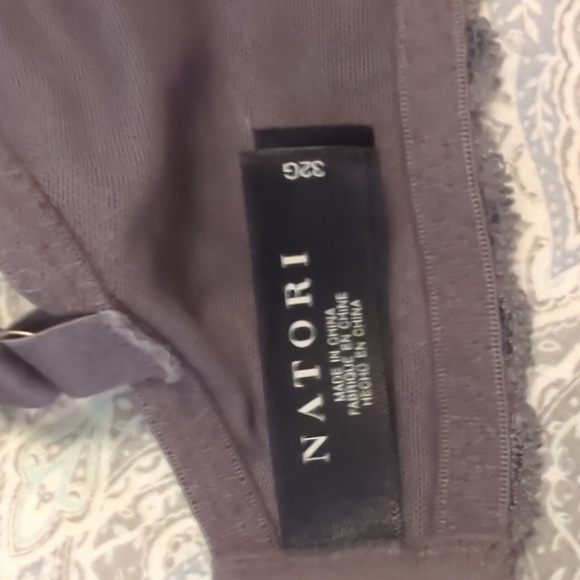 32G
NATORI
MADE IN CHINA
FABRIQUÉ EN CHINE
HECHO EN CHINA